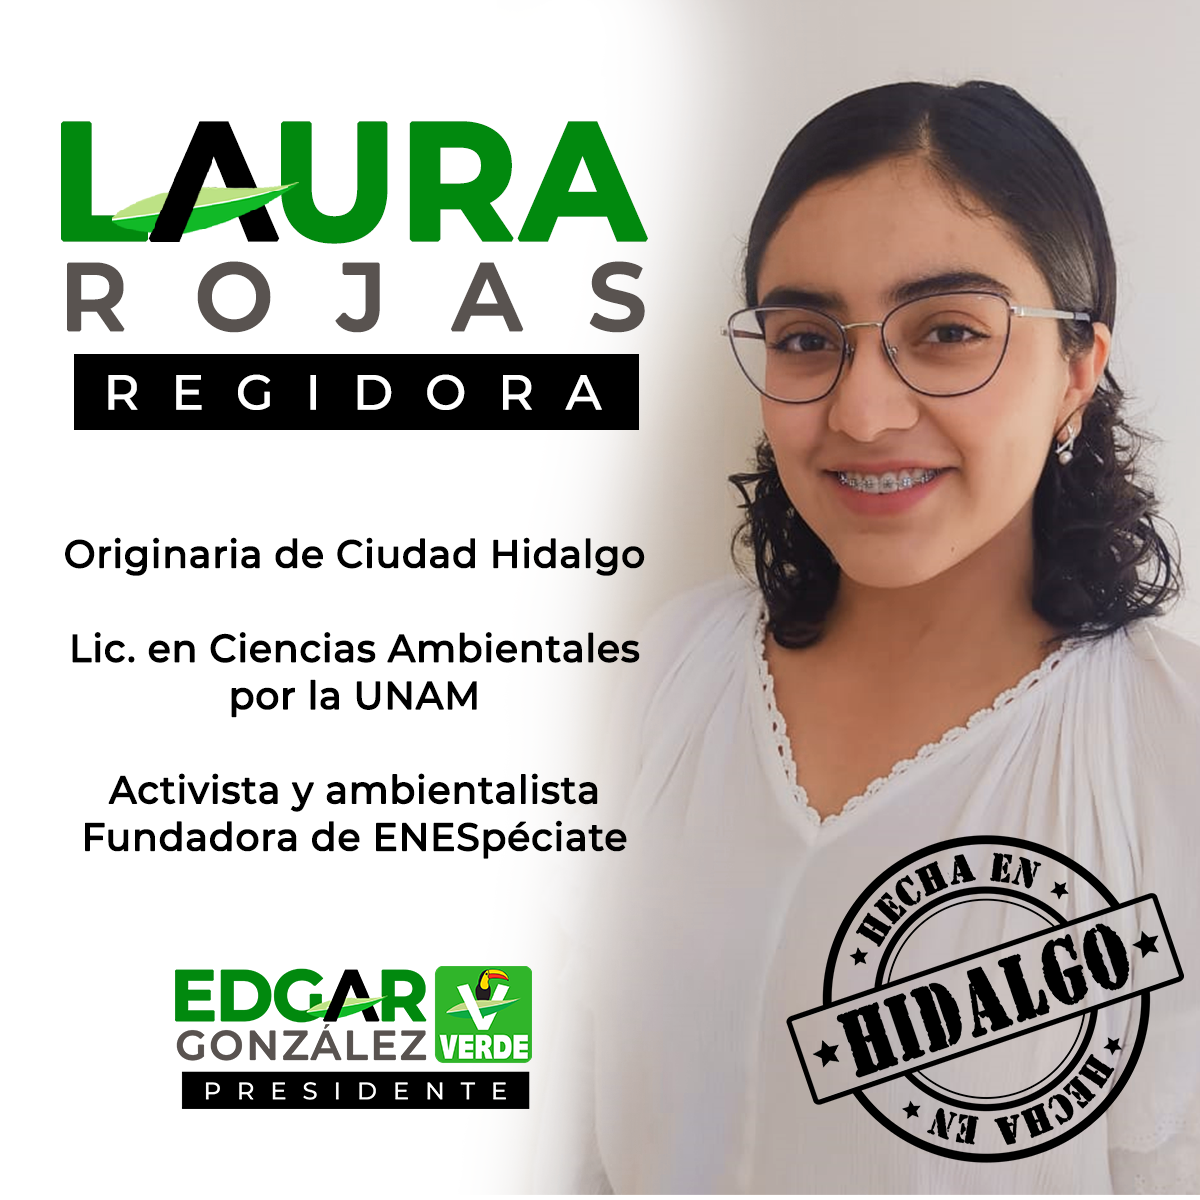 LAURA
ROJAS
REGIDORA
Originaria de Ciudad Hidalgo
Lic. en Ciencias Ambientales
por la UNAM
Activista y ambientalista
Fundadora de ENESpéciate
EDGAR
GONZÁLEZ
PRESIDENTE
V
VERDE
HECHA EN
HIDALGO
HECHA EN